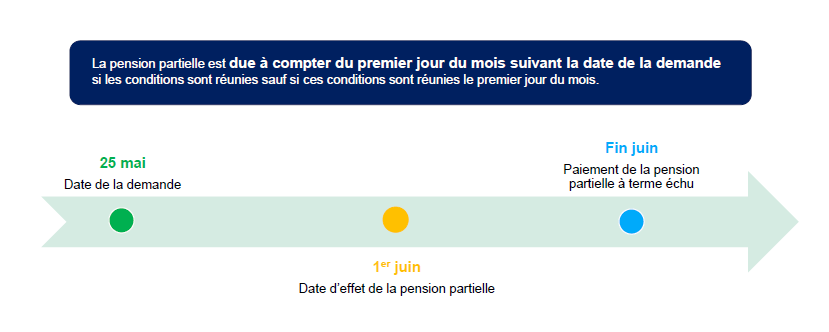 La pension partielle est due à compter du premier jour du mois suivant la date de la demande
si les conditions sont réunies sauf si ces conditions sont réunies le premier jour du mois.
25 mai
Date de la demande
Fin juin
Paiement de la pension
partielle à terme échu
1er juin
Date d'effet de la pension partielle